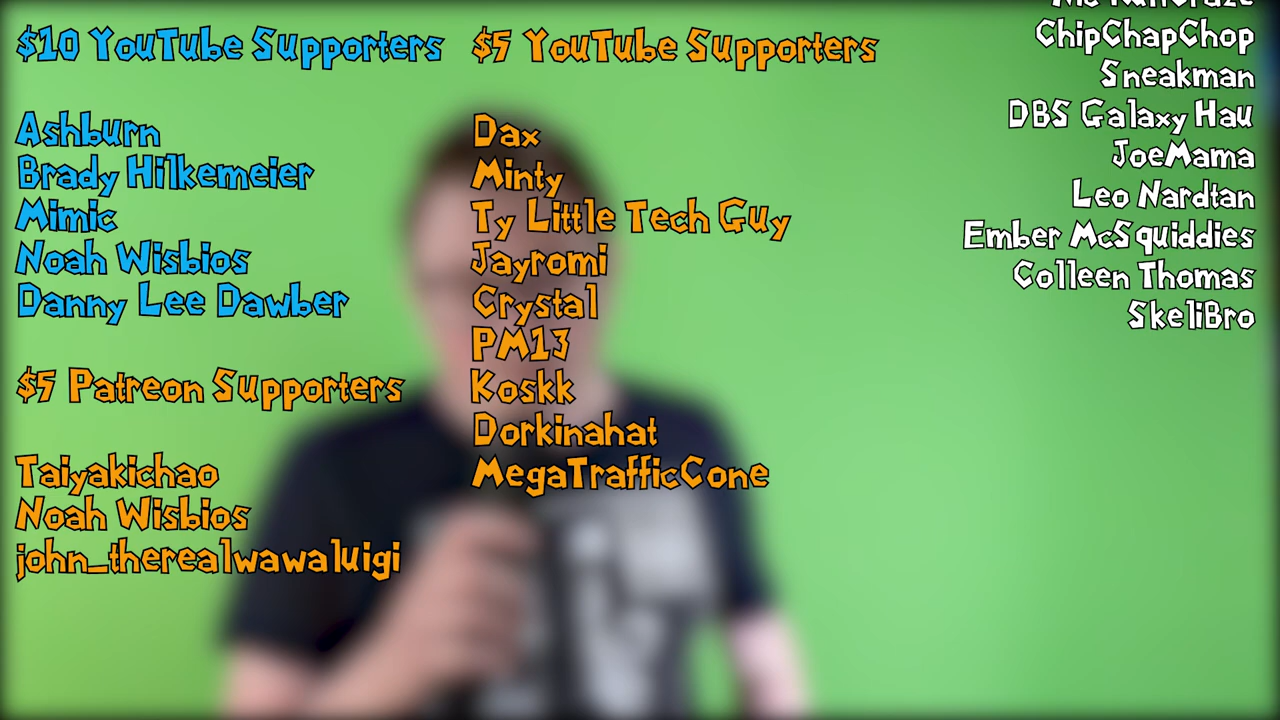 $10 YouTube Supporters
Ashburn
Brady Hilkemeier
Mimic
Noah Wisbios
Danny Lee Dawber
$5 Patreon Supporters
Taiyakichao
Noah Wisbios
john_therealwawaluigi
$5 YouTube Supporters
Dax
Minty
Ty Little Tech Guy
Jayromi
Crystal
PM13
Koskk
Dorkinahat
MegaTrafficCone
ChipChapChop
Sneakman
DBS Galaxy Hau
JoeMama
Leo Nardtan
Ember McSquiddies
Colleen Thomas
SkeliBro